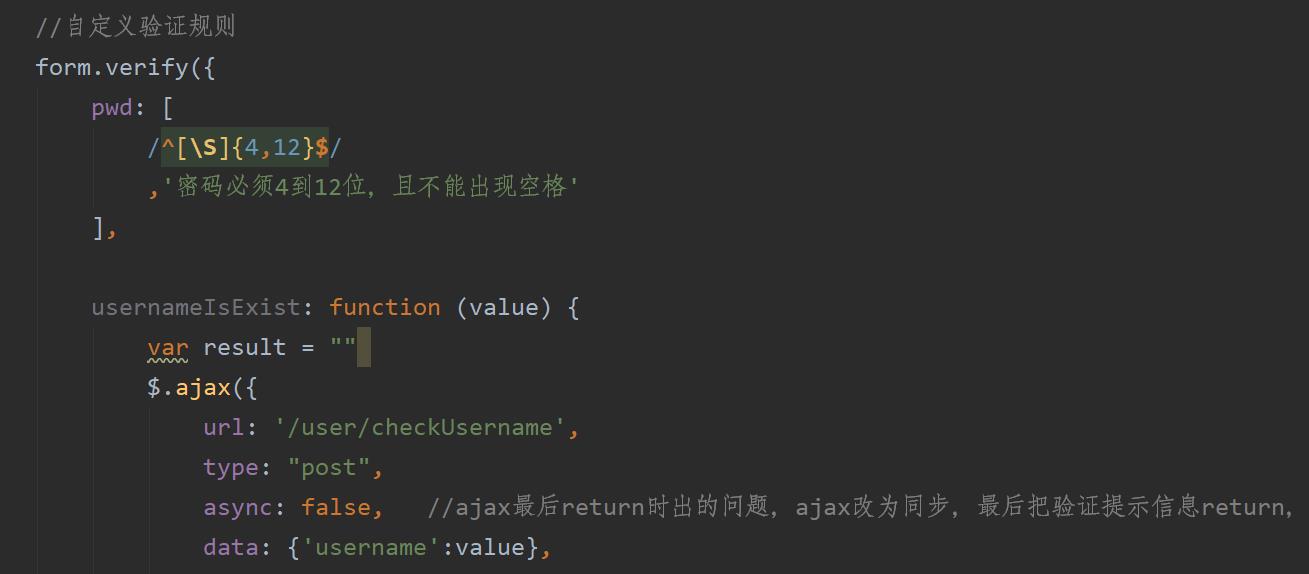 //自定义验证规则
form.verify({
pwd: [
/^[\S]{4,12}$/
,'密码必须4到12位，且不能出现空格'
],
usernameIsExist: function (value) {
var result = ""
$.ajax({
url: '/user/checkUsername',
type: "post",
async: false, //ajax最后return时出的问题，ajax改为同步，最后把验证提示信息return,
data: {'username':value},